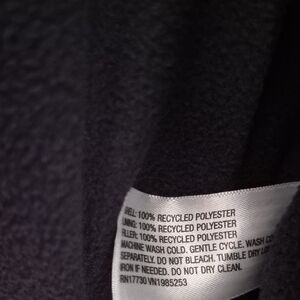 SHELL: 100% RECYCLED POLYESTER
LINING: 100% RECYCLED POLYESTER
FILLER: 100% RECYCLED POLYESTER
MACHINE WASH COLD. GENTLE CYCLE. WASH
SEPARATELY. DO NOT BLEACH. TUMBLE DRY
IRON IF NEEDED. DO NOT DRY CLEAN.
RN17730 VN1985253